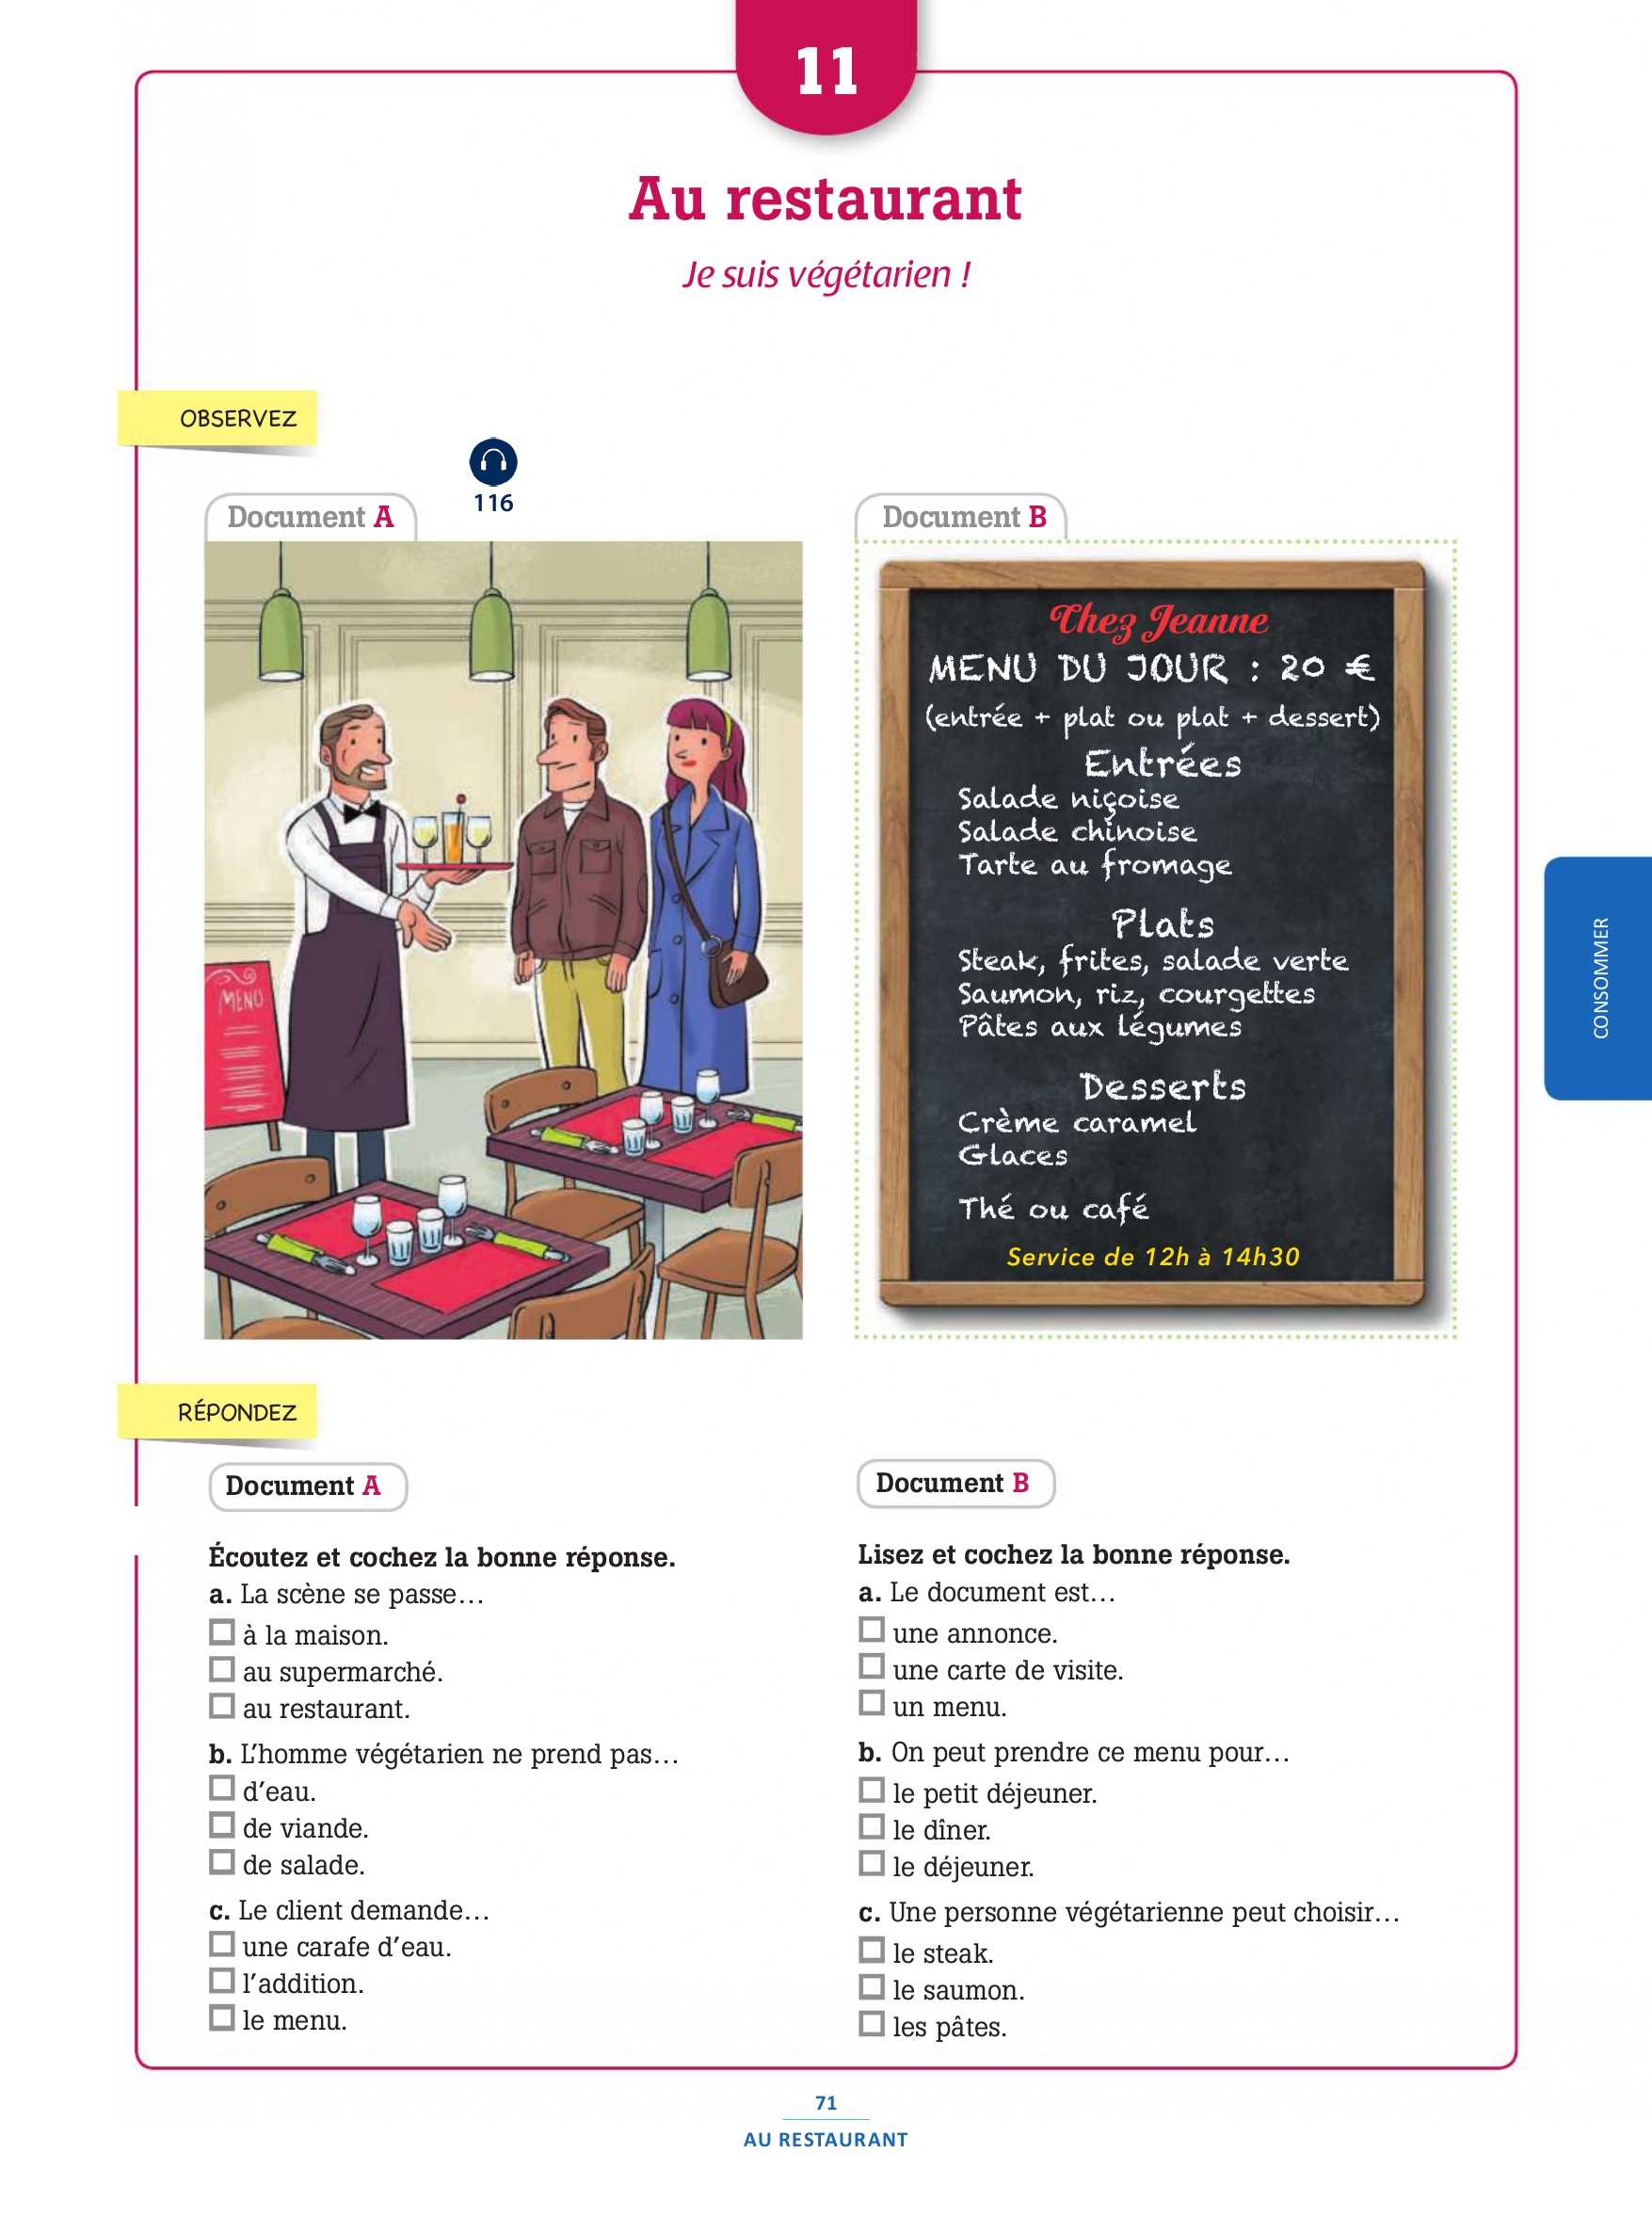 11
Au restaurant
Je suis végétarien !
OBSERVEZ
116
Document A
MENU
Document B
Chez Jeanne
MENU DU JOUR : 20 €
(entrée + plat ou plat + dessert)
Entrées
Salade niçoise
Salade chinoise
Tarte au fromage
Plats
Steak, frites, salade verte
Saumon, riz, courgettes
Pâtes aux légumes
Desserts
Crème caramel
Glaces
Thé ou café
Service de 12h à 14h30
CONSOMMER
RÉPONDEZ
Document A
Écoutez et cochez la bonne réponse.
a. La scène se passe…
à la maison.
au supermarché.
au restaurant.
b. L'homme végétarien ne prend pas…
d'eau.
de viande.
de salade.
c. Le client demande…
une carafe d'eau.
l'addition.
le menu.
Document B
Lisez et cochez la bonne réponse.
a. Le document est…
une annonce.
une carte de visite.
un menu.
b. On peut prendre ce menu pour…
le petit déjeuner.
le dîner.
le déjeuner.
c. Une personne végétarienne peut choisir…
le steak.
le saumon.
les pâtes.
71
AU RESTAURANT